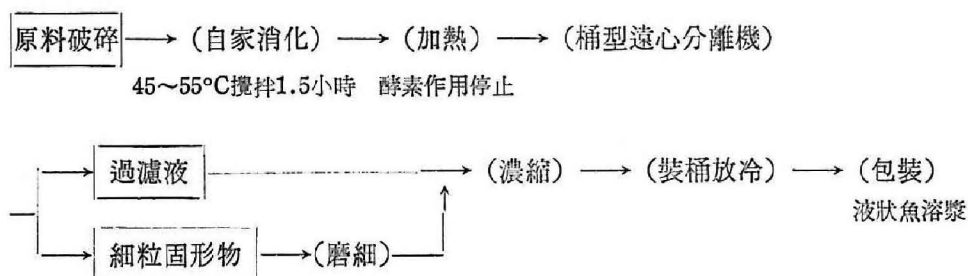 原料破碎 → (自家消化) → (加熱) → (桶型遠心分離機)
45～55°C攪拌1.5小時 酵素作用停止
過濾液 → (濃縮) → (裝桶放冷) → (包裝)
液狀魚溶漿
細粒固形物 → (磨細)